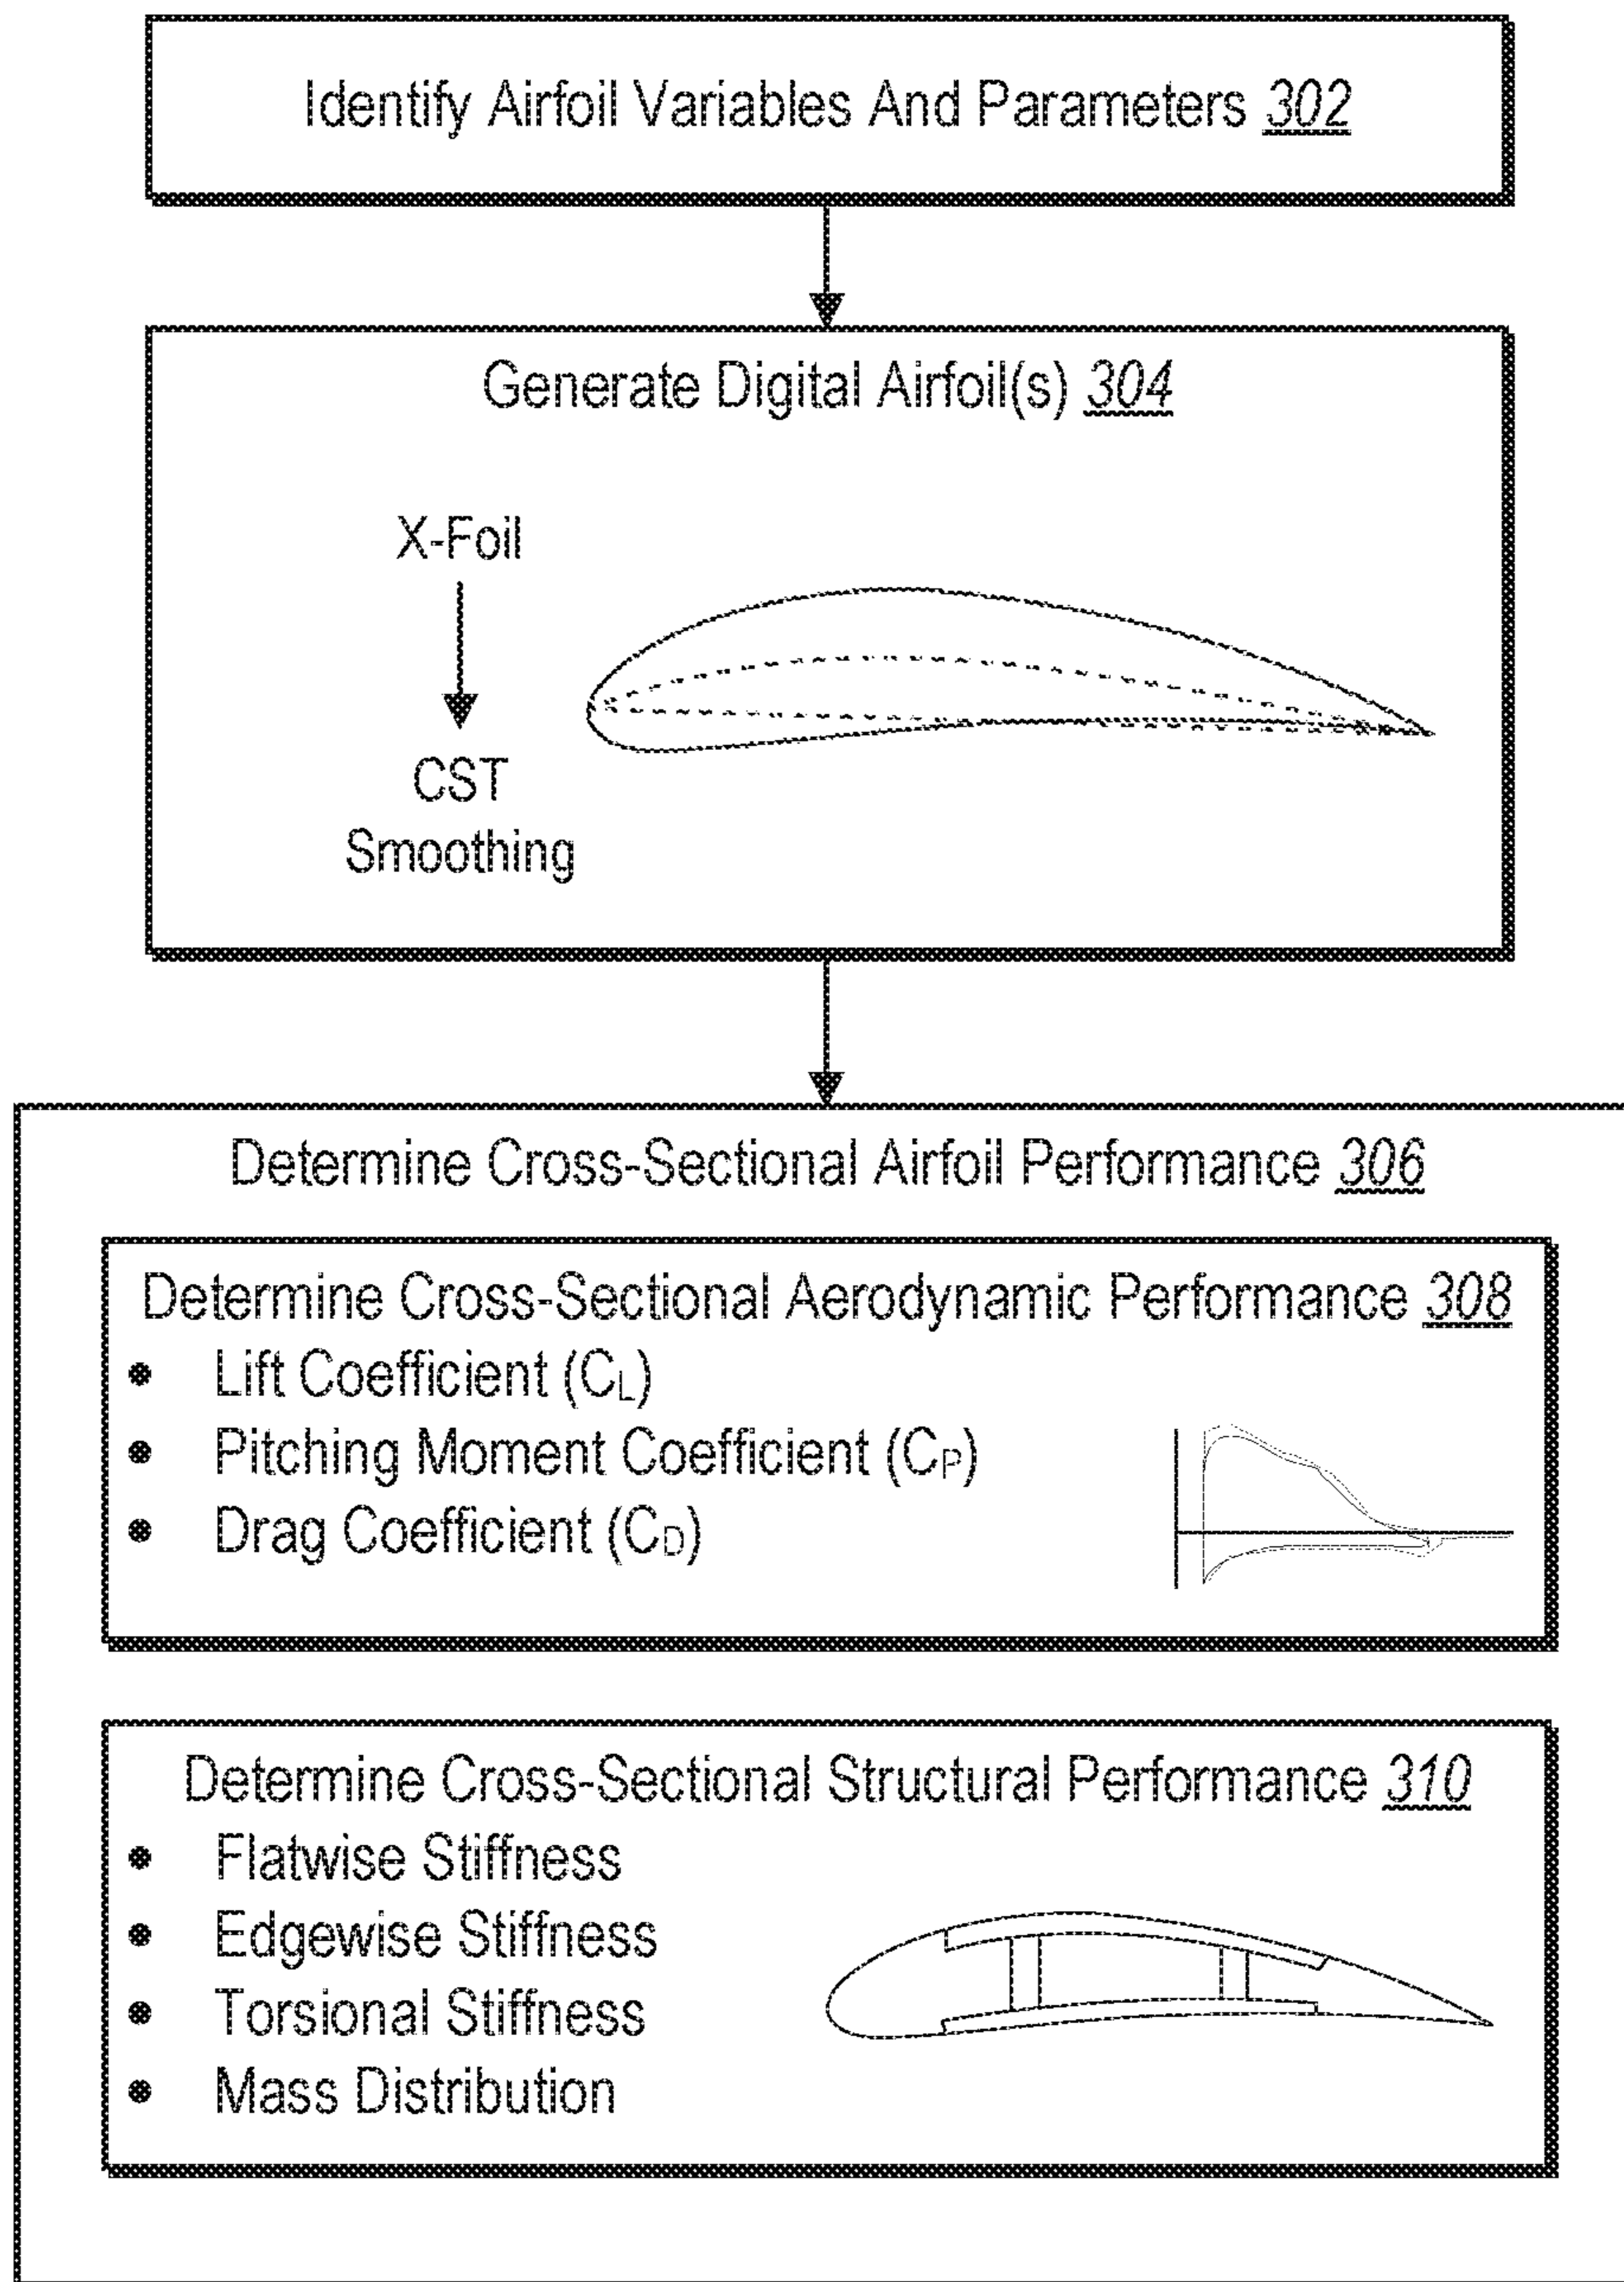 Identify Airfoil Variables And Parameters 302
Generate Digital Airfoil(s) 304
X-Foil
CST
Smoothing
Determine Cross-Sectional Airfoil Performance 306
Determine Cross-Sectional Aerodynamic Performance 308
• Lift Coefficient (CL)
• Pitching Moment Coefficient (CP)
• Drag Coefficient (CD)
Determine Cross-Sectional Structural Performance 310
• Flatwise Stiffness
• Edgewise Stiffness
• Torsional Stiffness
• Mass Distribution